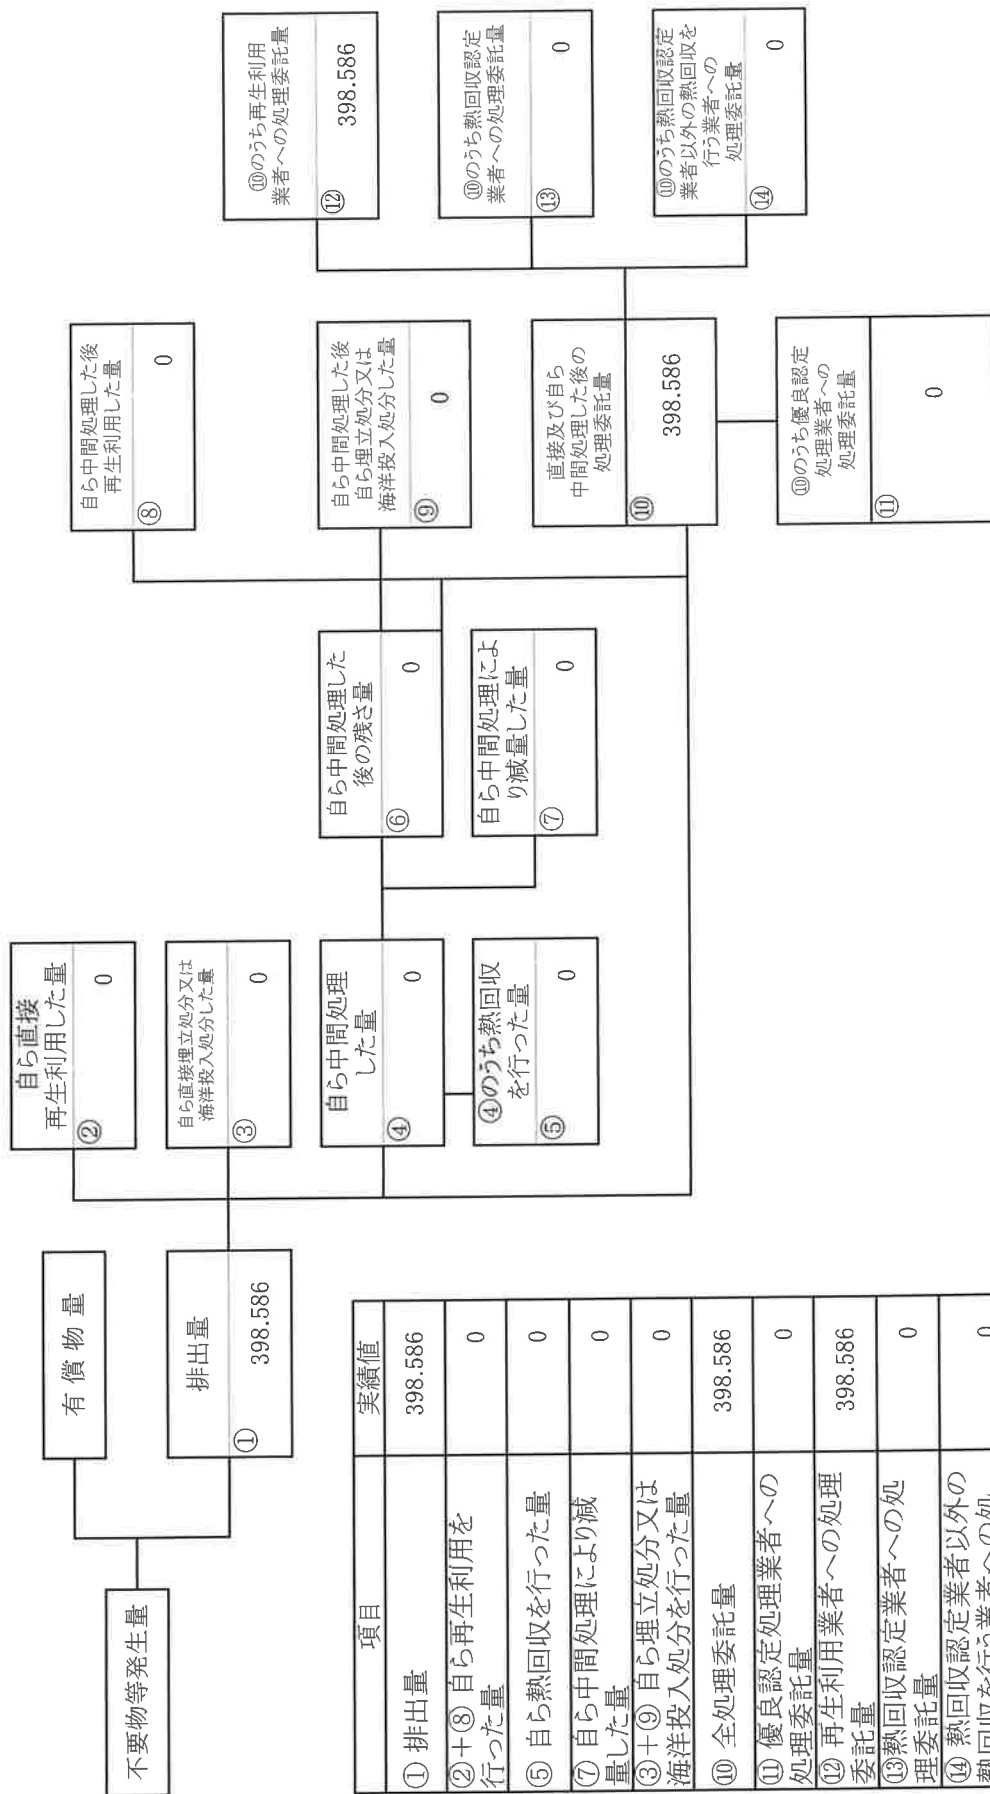 不要物等発生量
有償物量
排出量
① 398.586
自ら直接
再生利用した量
② 0
自ら直接埋立処分又は
海洋投入処分した量
③ 0
自ら中間処理
した量
④ 0
④のうち熱回収
を行った量
⑤ 0
自ら中間処理した
後の残さ量
⑥ 0
自ら中間処理によ
り減量した量
⑦ 0
自ら中間処理した後
再生利用した量
⑧ 0
自ら中間処理した後
自ら埋立処分又は
海洋投入処分した量
⑨ 0
直接及び自ら
中間処理した後の
処理委託量
⑩ 398.586
⑩のうち優良認定
処理業者への
処理委託量
⑪ 0
⑩のうち再生利用
業者への処理委託量
⑫ 398.586
⑩のうち熱回収認定
業者への処理委託量
⑬ 0
⑩のうち熱回収認定
業者以外の熱回収を
行う業者への
処理委託量
⑭ 0
項目 実績値
① 排出量 398.586
②+⑧ 自ら再生利用を
行った量 0
⑤ 自ら熱回収を行った量 0
⑦ 自ら中間処理により減
量した量 0
③+⑨ 自ら埋立処分又は
海洋投入処分を行った量 0
⑩ 全処理委託量 398.586
⑪ 優良認定処理業者への
処理委託量 0
⑫ 再生利用業者への処理
委託量 398.586
⑬熱回収認定業者への処
理委託量 0
⑭ 熱回収認定業者以外の
熱回収を行う業者への処 0